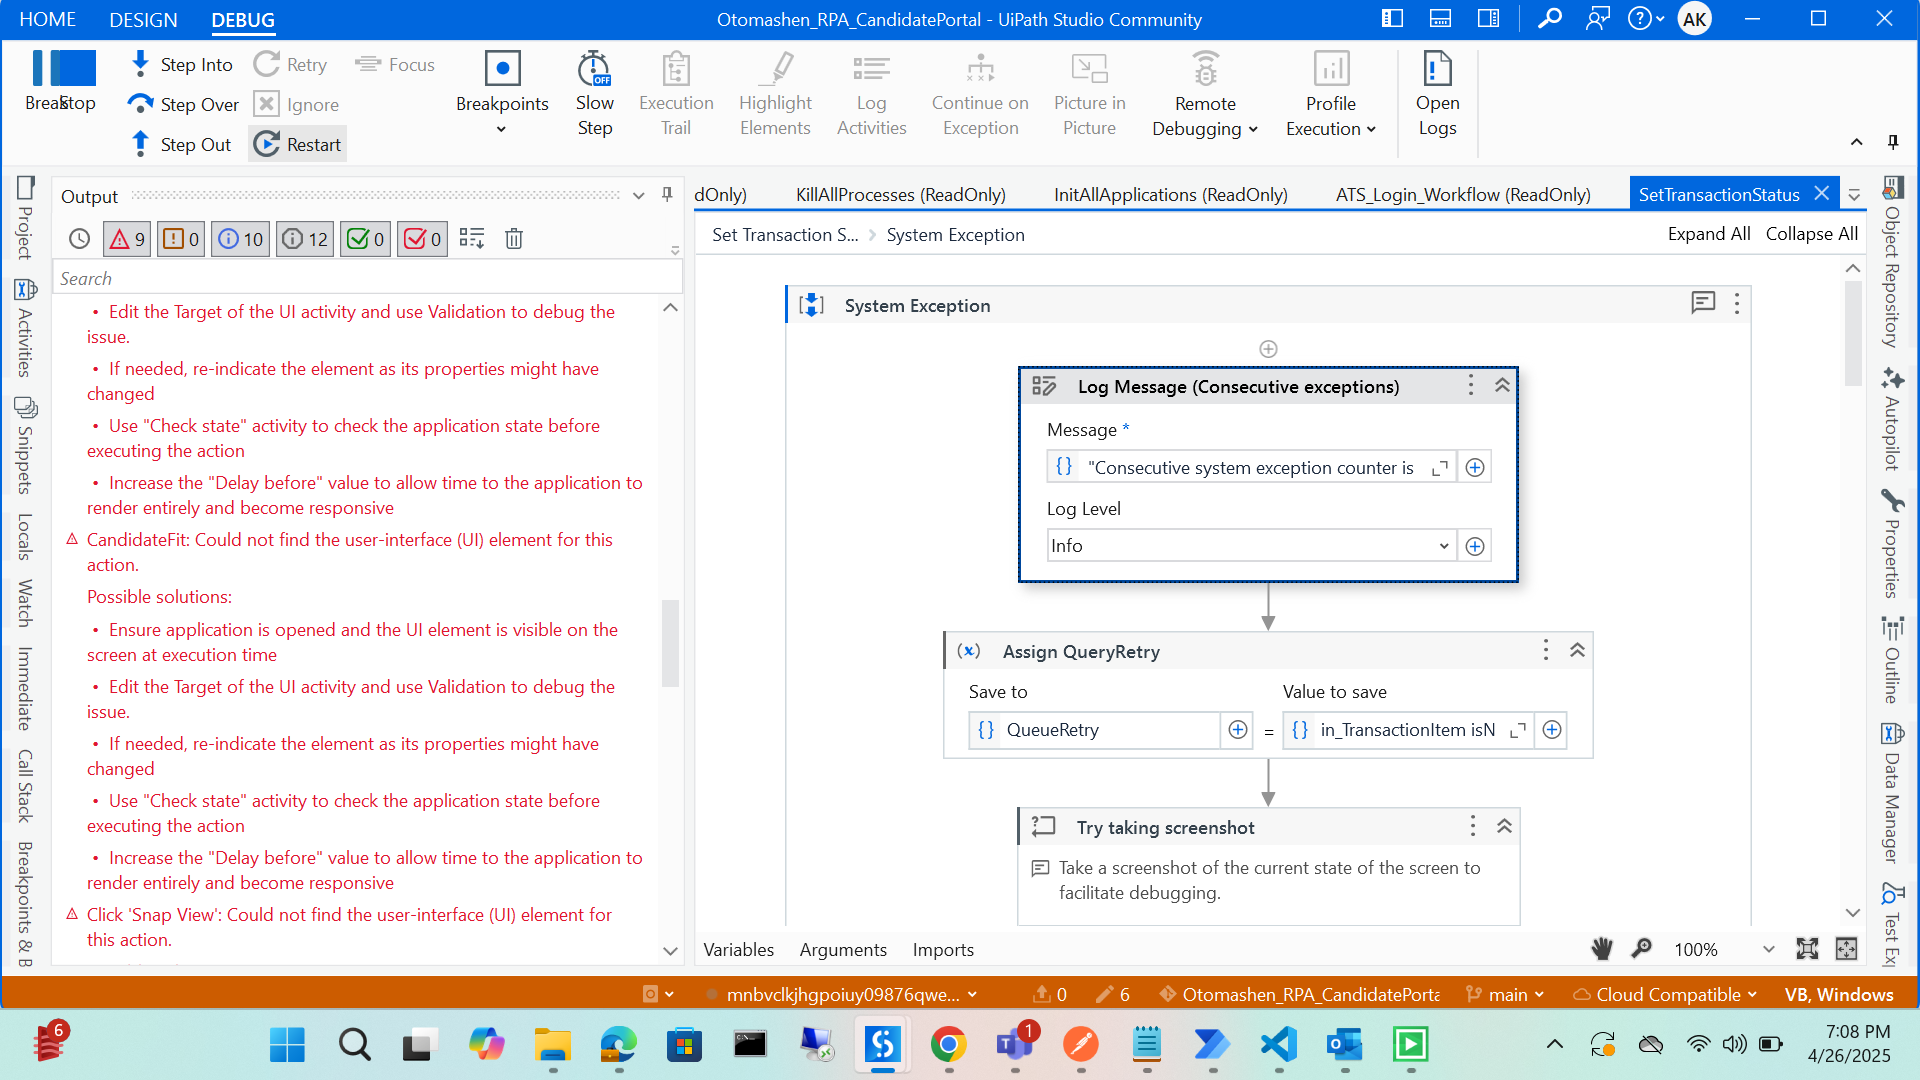 HOME DESIGN DEBUG Otomashen_RPA_CandidatePortal - UiPath Studio Community AK
Break Stop
Step Into
Step Over
Step Out
Retry
Ignore
Restart
Focus
Breakpoints
Slow Step
OFF
Execution Trail
Highlight Elements
Log Activities
Continue on Exception
Picture in Picture
Remote Debugging
Profile Execution
Open Logs
Project
Activities
Snippets
Locals
Watch
Immediate
Call Stack
Breakpoints & B
Output
9 0 10 12 0 0
Search
• Edit the Target of the UI activity and use Validation to debug the
issue.
• If needed, re-indicate the element as its properties might have
changed
• Use "Check state" activity to check the application state before
executing the action
• Increase the "Delay before" value to allow time to the application to
render entirely and become responsive
CandidateFit: Could not find the user-interface (UI) element for this
action.
Possible solutions:
• Ensure application is opened and the UI element is visible on the
screen at execution time
• Edit the Target of the UI activity and use Validation to debug the
issue.
• If needed, re-indicate the element as its properties might have
changed
• Use "Check state" activity to check the application state before
executing the action
• Increase the "Delay before" value to allow time to the application to
render entirely and become responsive
Click 'Snap View': Could not find the user-interface (UI) element for
this action.
dOnly) KillAllProcesses (ReadOnly) InitAllApplications (ReadOnly) ATS_Login_Workflow (ReadOnly) SetTransactionStatus
Set Transaction S... > System Exception Expand All Collapse All
System Exception
Log Message (Consecutive exceptions)
Message *
"Consecutive system exception counter is
Log Level
Info
Assign QueryRetry
Save to Value to save
QueueRetry = in_TransactionItem isN
Try taking screenshot
Take a screenshot of the current state of the screen to
facilitate debugging.
Variables Arguments Imports 100%
Object Repository
Autopilot
Properties
Outline
Data Manager
Test Exp
mnbvclkjhgpoiuy09876qwe... 0 6 Otomashen_RPA_CandidatePorta main Cloud Compatible VB, Windows
6
1
7:08 PM
4/26/2025